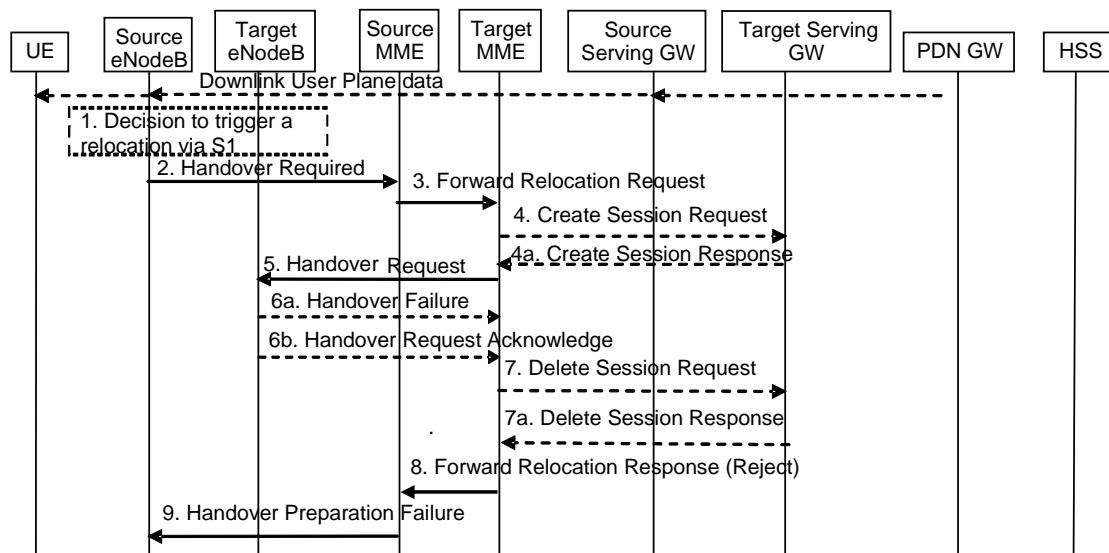 UE
Source
eNodeB
Target
eNodeB
Source
MME
Target
MME
Source
Serving GW
Target Serving
GW
PDN GW
HSS
Downlink User Plane data
1. Decision to trigger a
relocation via S1
2. Handover Required
3. Forward Relocation Request
4. Create Session Request
4a. Create Session Response
5. Handover Request
6a. Handover Failure
6b. Handover Request Acknowledge
7. Delete Session Request
7a. Delete Session Response
.
8. Forward Relocation Response (Reject)
9. Handover Preparation Failure